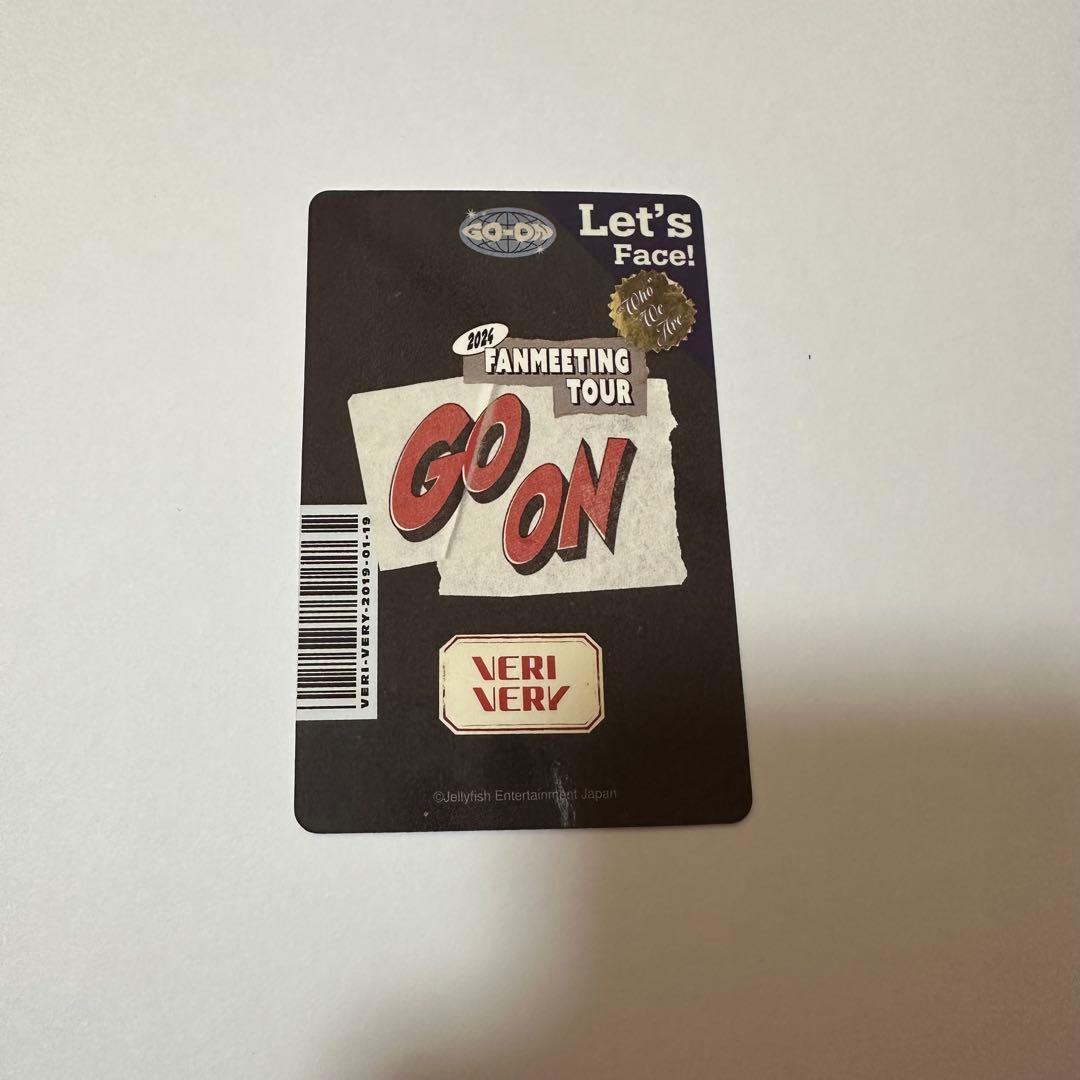 GO-ON
Let's
Face!
"Who"
We
Are
2024
FANMEETING
TOUR
GO
ON
VERI-VERY-2019-01-19
VERI
VERY
©Jellyfish Entertainment Japan